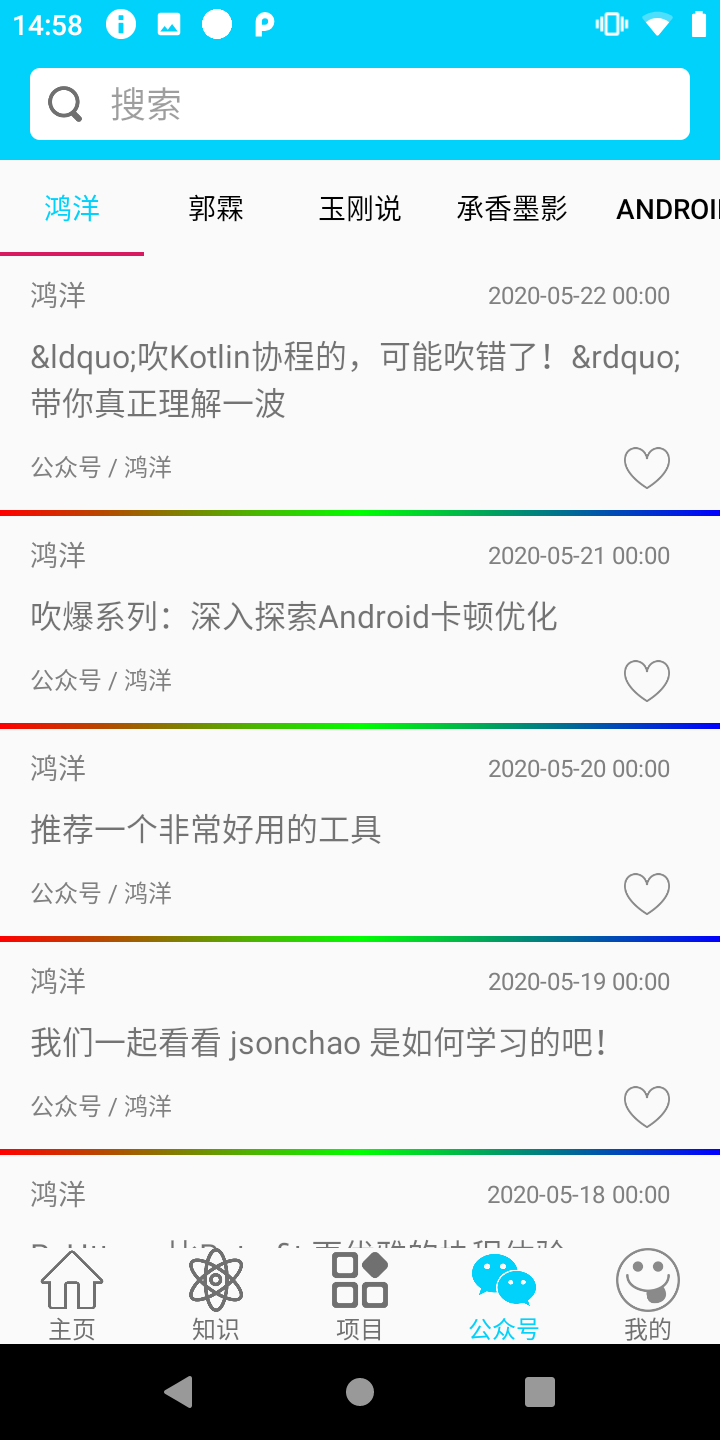 14:58
搜索
鸿洋 郭霖 玉刚说 承香墨影 ANDROI
鸿洋 2020-05-22 00:00
&ldquo;吹Kotlin协程的，可能吹错了！&rdquo;
带你真正理解一波
公众号 / 鸿洋
鸿洋 2020-05-21 00:00
吹爆系列：深入探索Android卡顿优化
公众号 / 鸿洋
鸿洋 2020-05-20 00:00
推荐一个非常好用的工具
公众号 / 鸿洋
鸿洋 2020-05-19 00:00
我们一起看看 jsonchao 是如何学习的吧！
公众号 / 鸿洋
鸿洋 2020-05-18 00:00
主页 知识 项目 公众号 我的